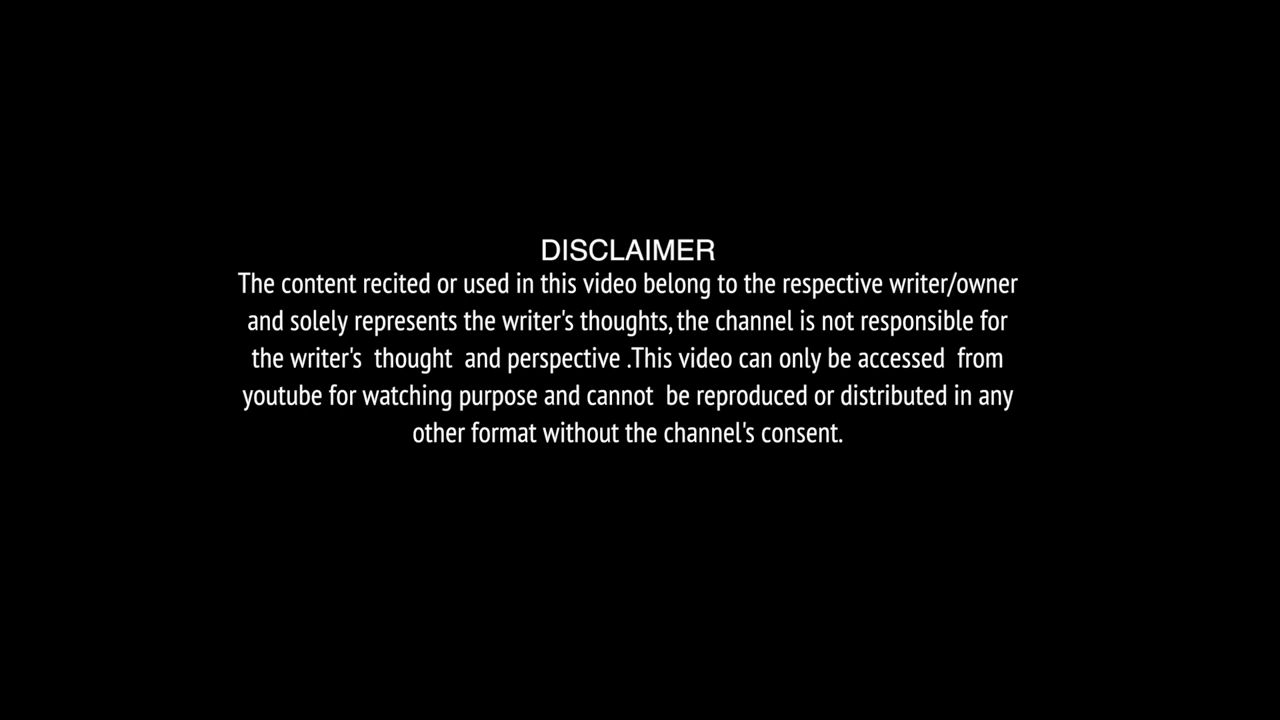 DISCLAIMER
The content recited or used in this video belong to the respective writer/owner
and solely represents the writer's thoughts, the channel is not responsible for
the writer's  thought  and perspective .This video can only be accessed  from
youtube for watching purpose and cannot  be reproduced or distributed in any
other format without the channel's consent.